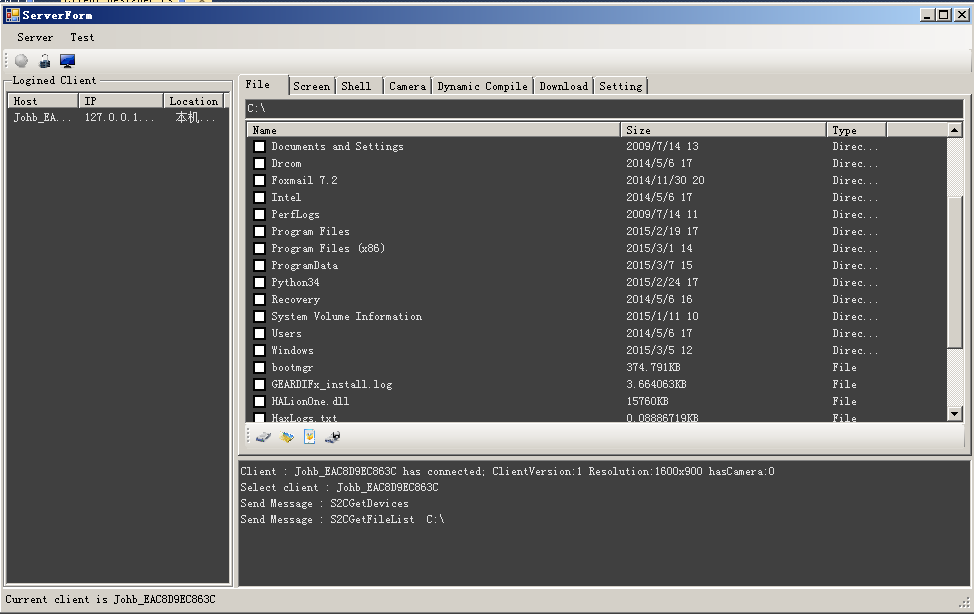 ServerForm
Server Test
Logined Client
Host IP Location
Johb_EA... 127.0.0.1... 本机...
File Screen Shell Camera Dynamic Compile Download Setting
C:\
Name Size Type
Documents and Settings 2009/7/14 13 Direc...
Drcom 2014/5/6 17 Direc...
Foxmail 7.2 2014/11/30 20 Direc...
Intel 2014/5/6 17 Direc...
PerfLogs 2009/7/14 11 Direc...
Program Files 2015/2/19 17 Direc...
Program Files (x86) 2015/3/1 14 Direc...
ProgramData 2015/3/7 15 Direc...
Python34 2015/2/24 17 Direc...
Recovery 2014/5/6 16 Direc...
System Volume Information 2015/1/11 10 Direc...
Users 2014/5/6 17 Direc...
Windows 2015/3/5 12 Direc...
bootmgr 374.791KB File
GEARDIFx_install.log 3.664063KB File
HALionOne.dll 15760KB File
HaxLogs.txt 0.08886719KB File
Client : Johb_EAC8D9EC863C has connected; ClientVersion:1 Resolution:1600x900 hasCamera:0
Select client : Johb_EAC8D9EC863C
Send Message : S2CGetDevices
Send Message : S2CGetFileList C:\
Current client is Johb_EAC8D9EC863C